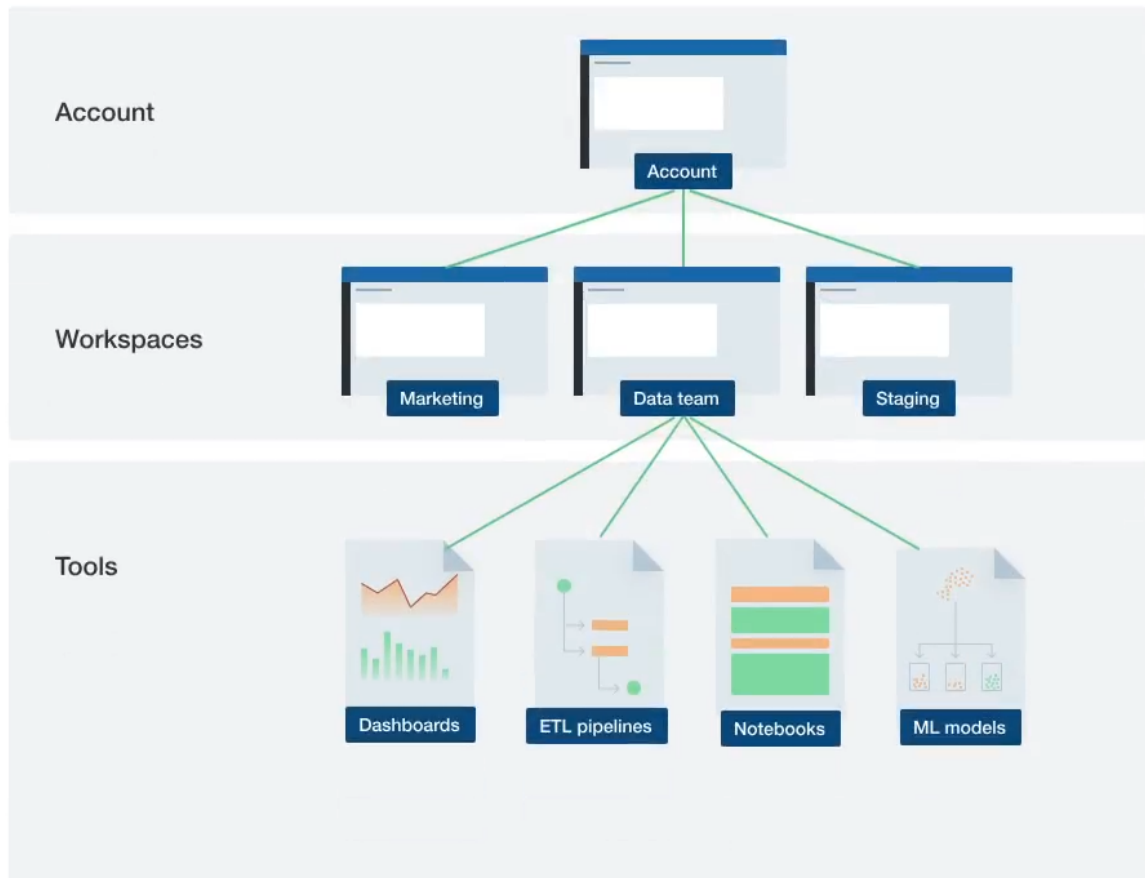 Account
Account
Workspaces
Marketing
Data team
Staging
Tools
Dashboards
ETL pipelines
Notebooks
ML models